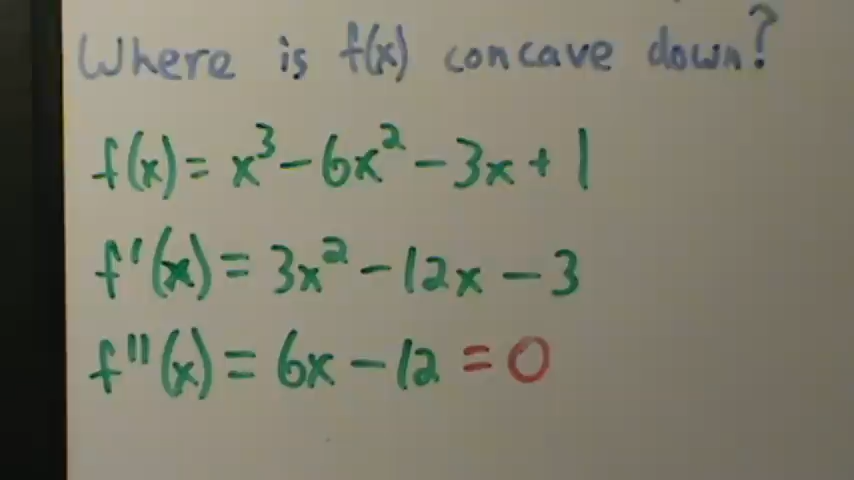 Where is f(x) concave down?
f(x) = x³ - 6x² - 3x + 1
f'(x) = 3x² - 12x - 3
f"(x) = 6x - 12 = 0